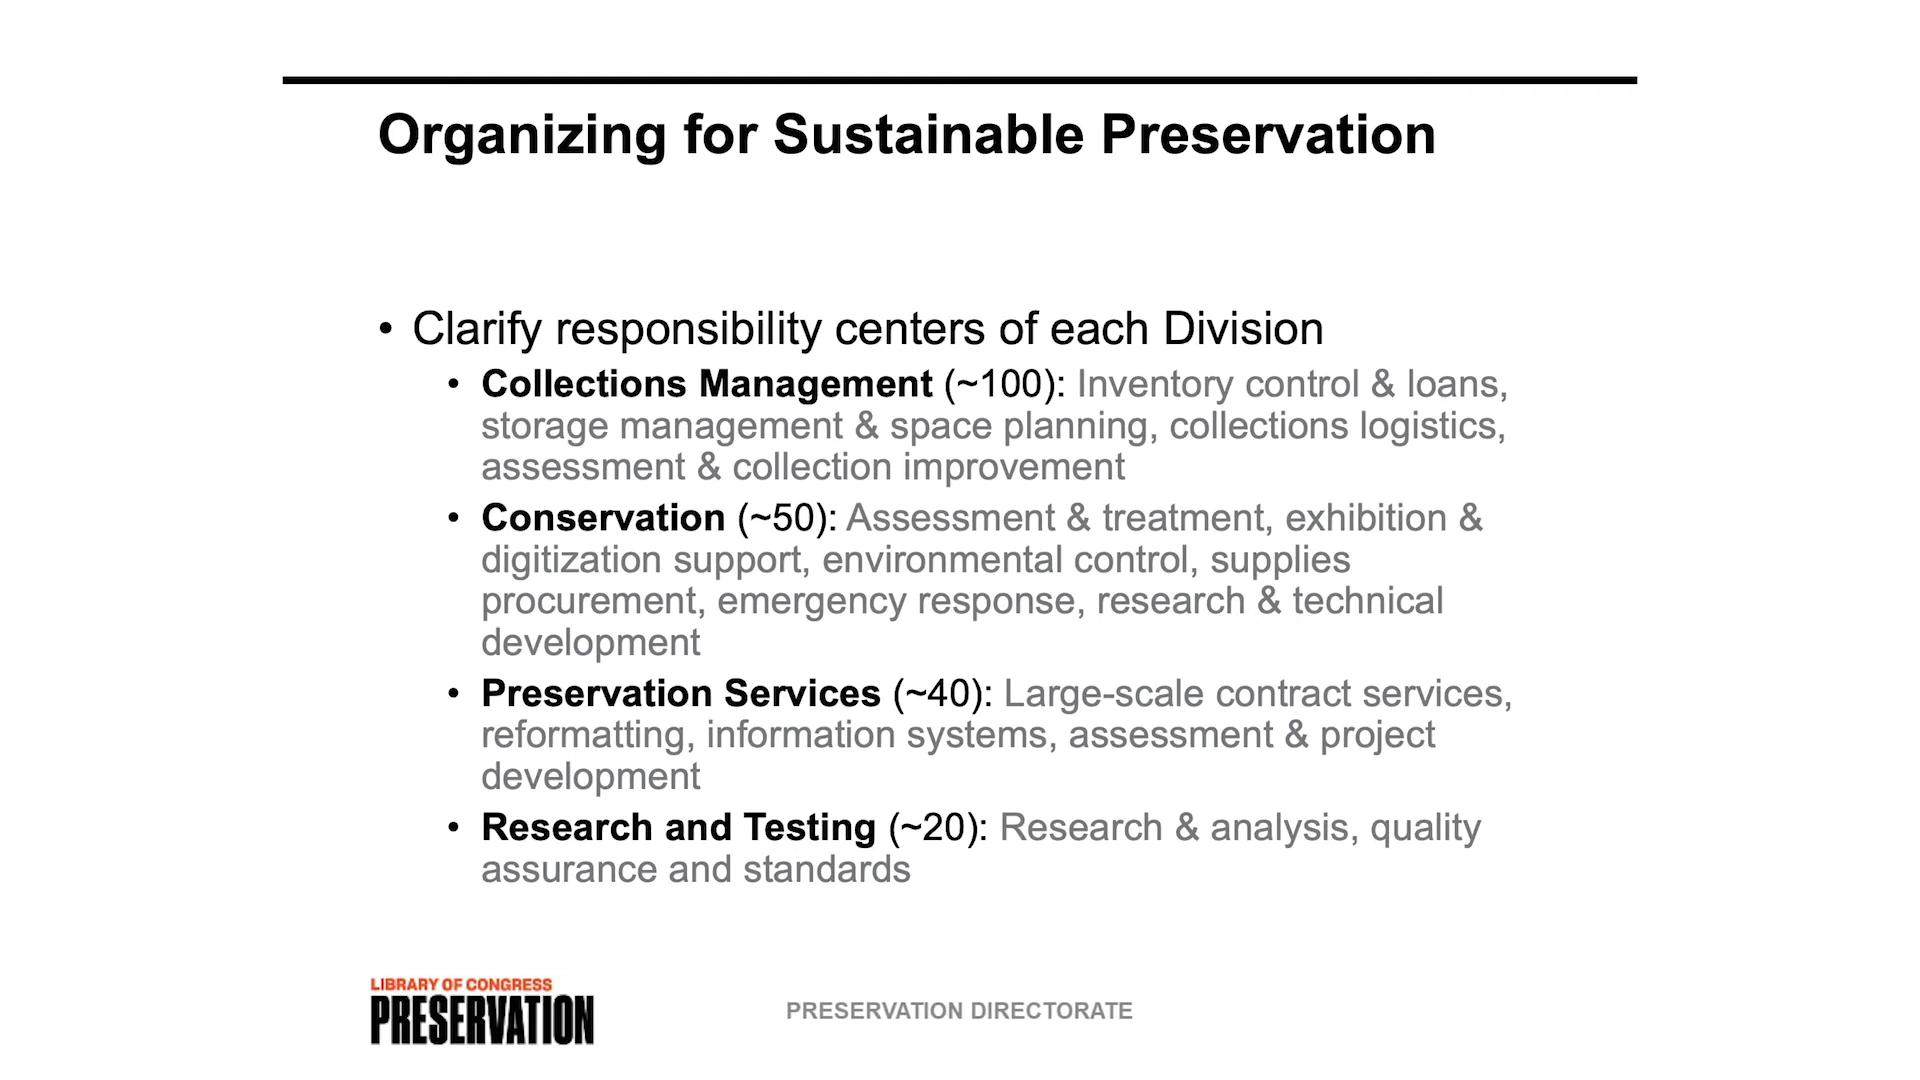 Organizing for Sustainable Preservation
• Clarify responsibility centers of each Division
• Collections Management (~100): Inventory control & loans,
storage management & space planning, collections logistics,
assessment & collection improvement
• Conservation (~50): Assessment & treatment, exhibition &
digitization support, environmental control, supplies
procurement, emergency response, research & technical
development
• Preservation Services (~40): Large-scale contract services,
reformatting, information systems, assessment & project
development
• Research and Testing (~20): Research & analysis, quality
assurance and standards
LIBRARY OF CONGRESS
PRESERVATION
PRESERVATION DIRECTORATE